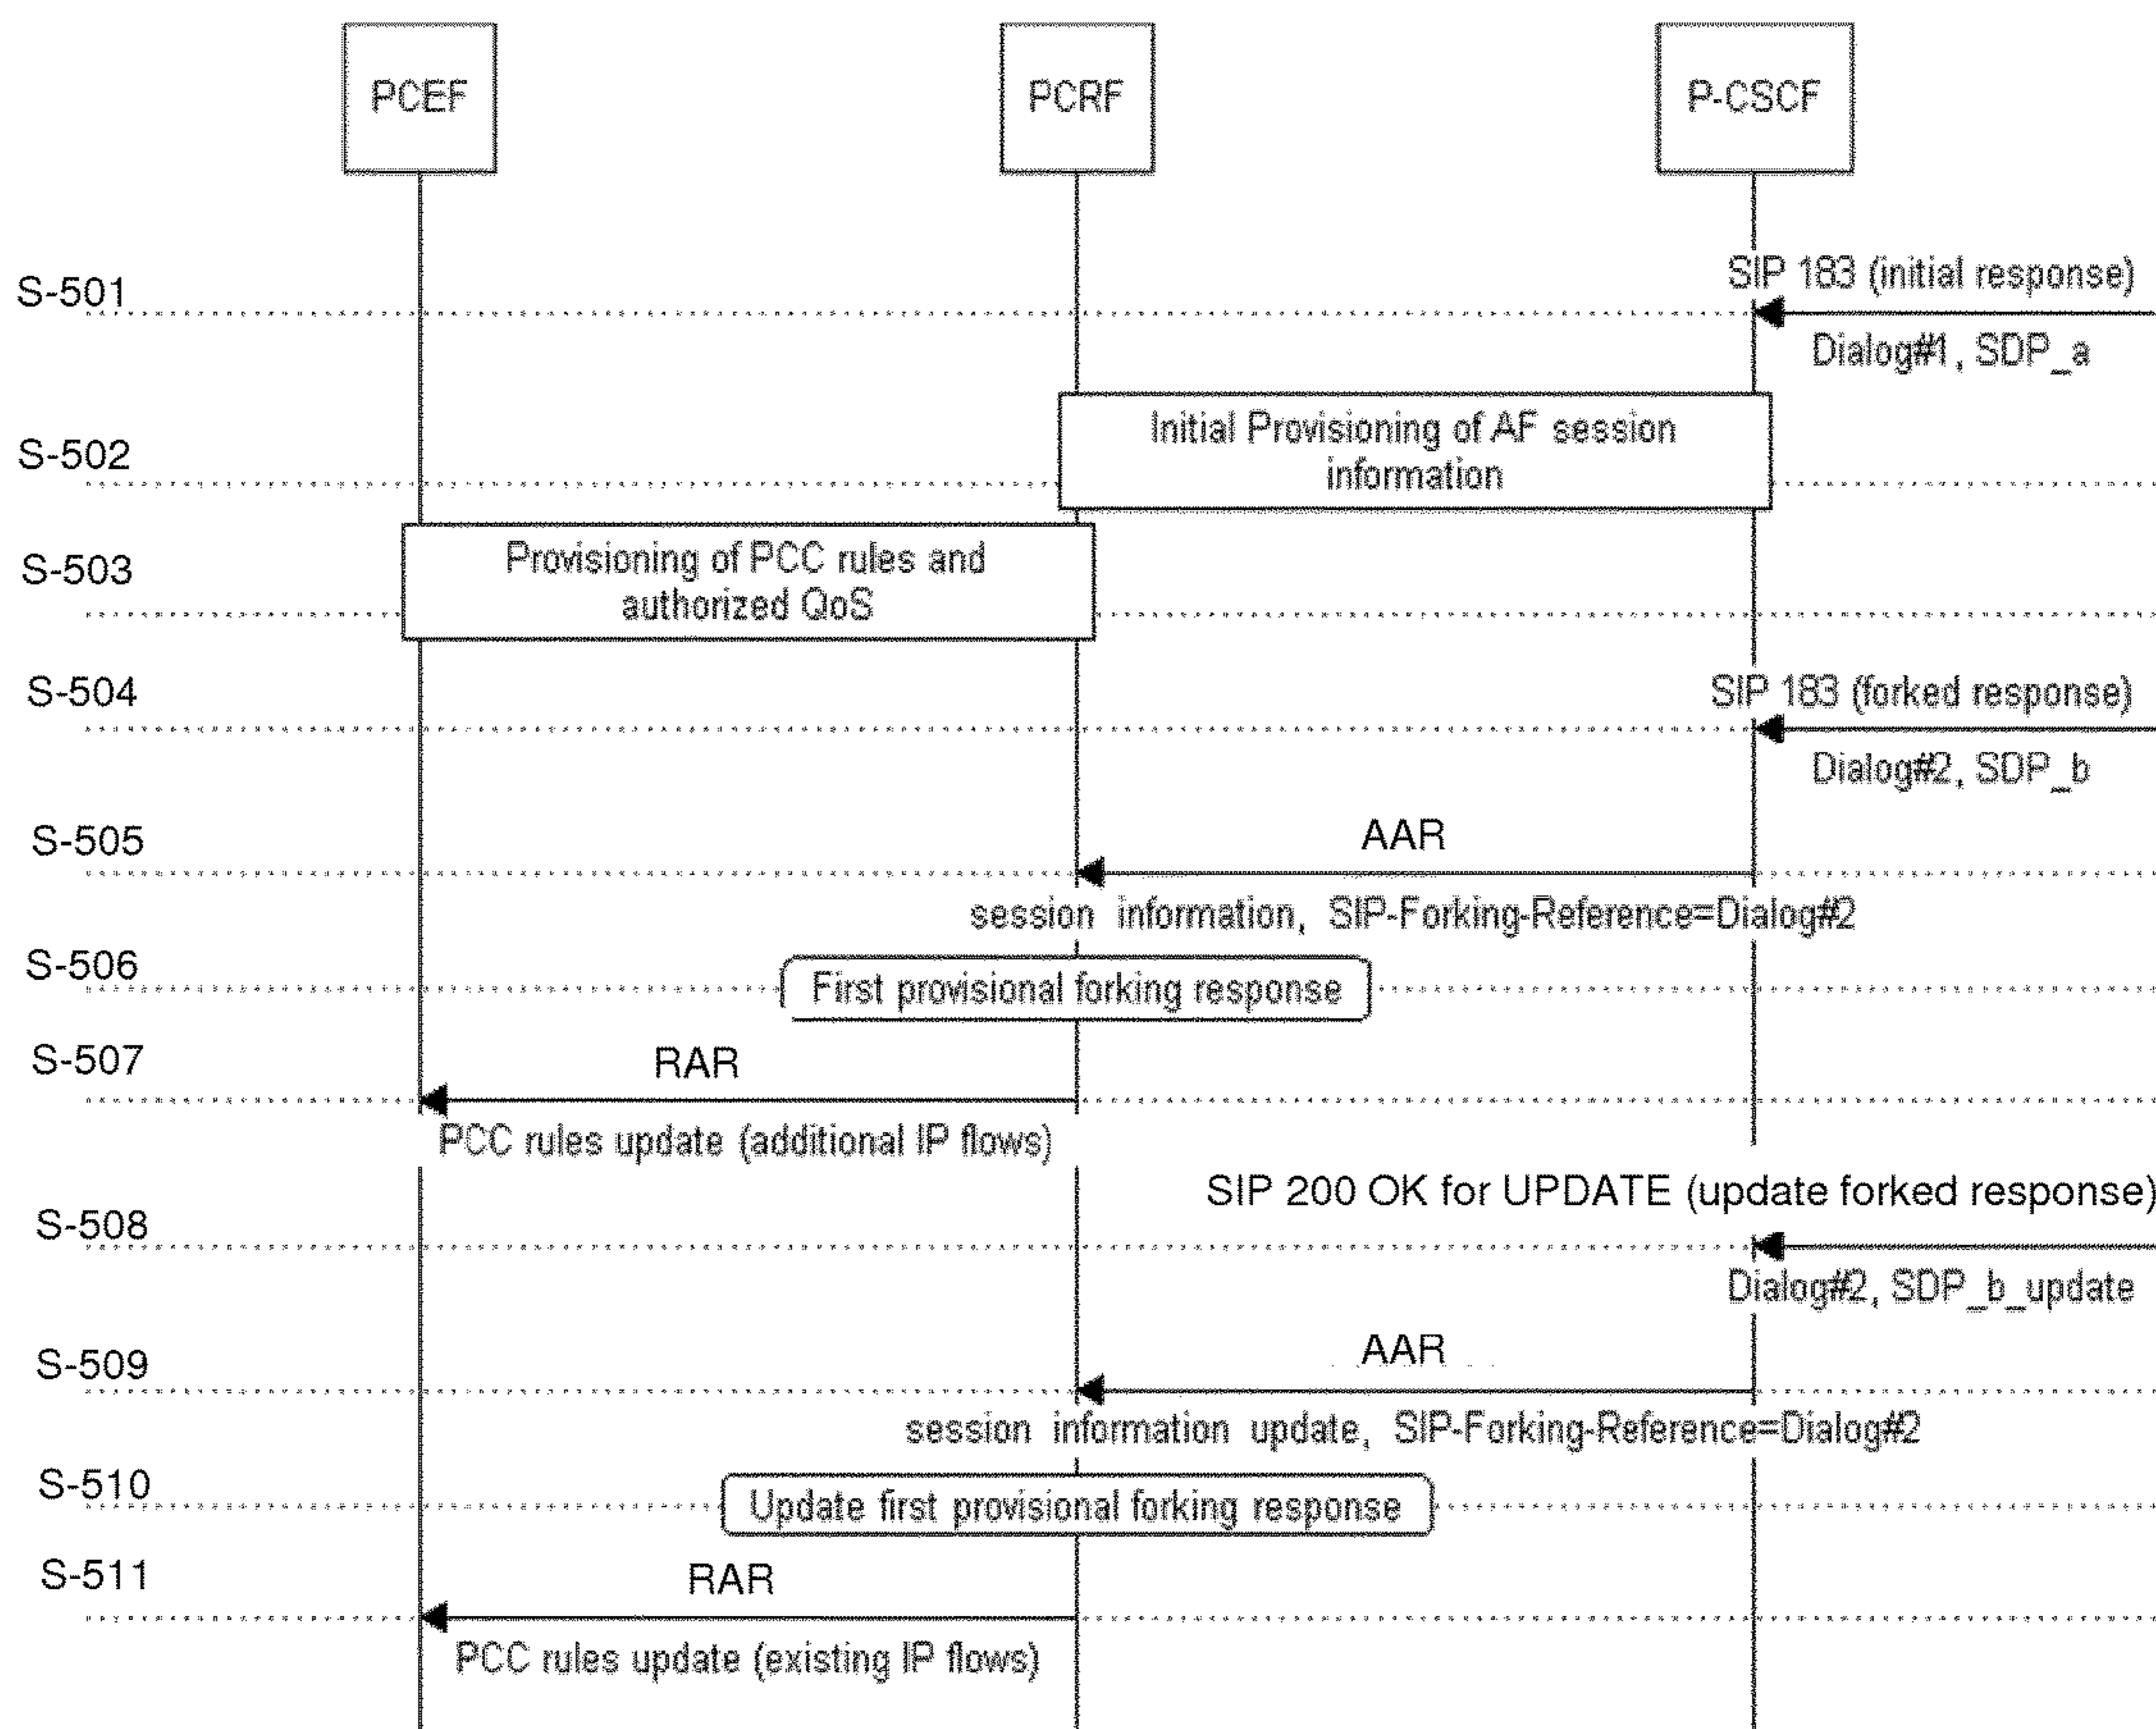 PCEF
PCRF
P-CSCF
S-501
SIP 183 (initial response)
Dialog#1, SDP_a
S-502
Initial Provisioning of AF session
information
S-503
Provisioning of PCC rules and
authorized QoS
S-504
SIP 183 (forked response)
Dialog#2, SDP_b
S-505
AAR
session information, SIP-Forking-Reference=Dialog#2
S-506
First provisional forking response
S-507
RAR
PCC rules update (additional IP flows)
SIP 200 OK for UPDATE (update forked response)
S-508
Dialog#2, SDP_b_update
S-509
AAR
session information update, SIP-Forking-Reference=Dialog#2
S-510
Update first provisional forking response
S-511
RAR
PCC rules update (existing IP flows)